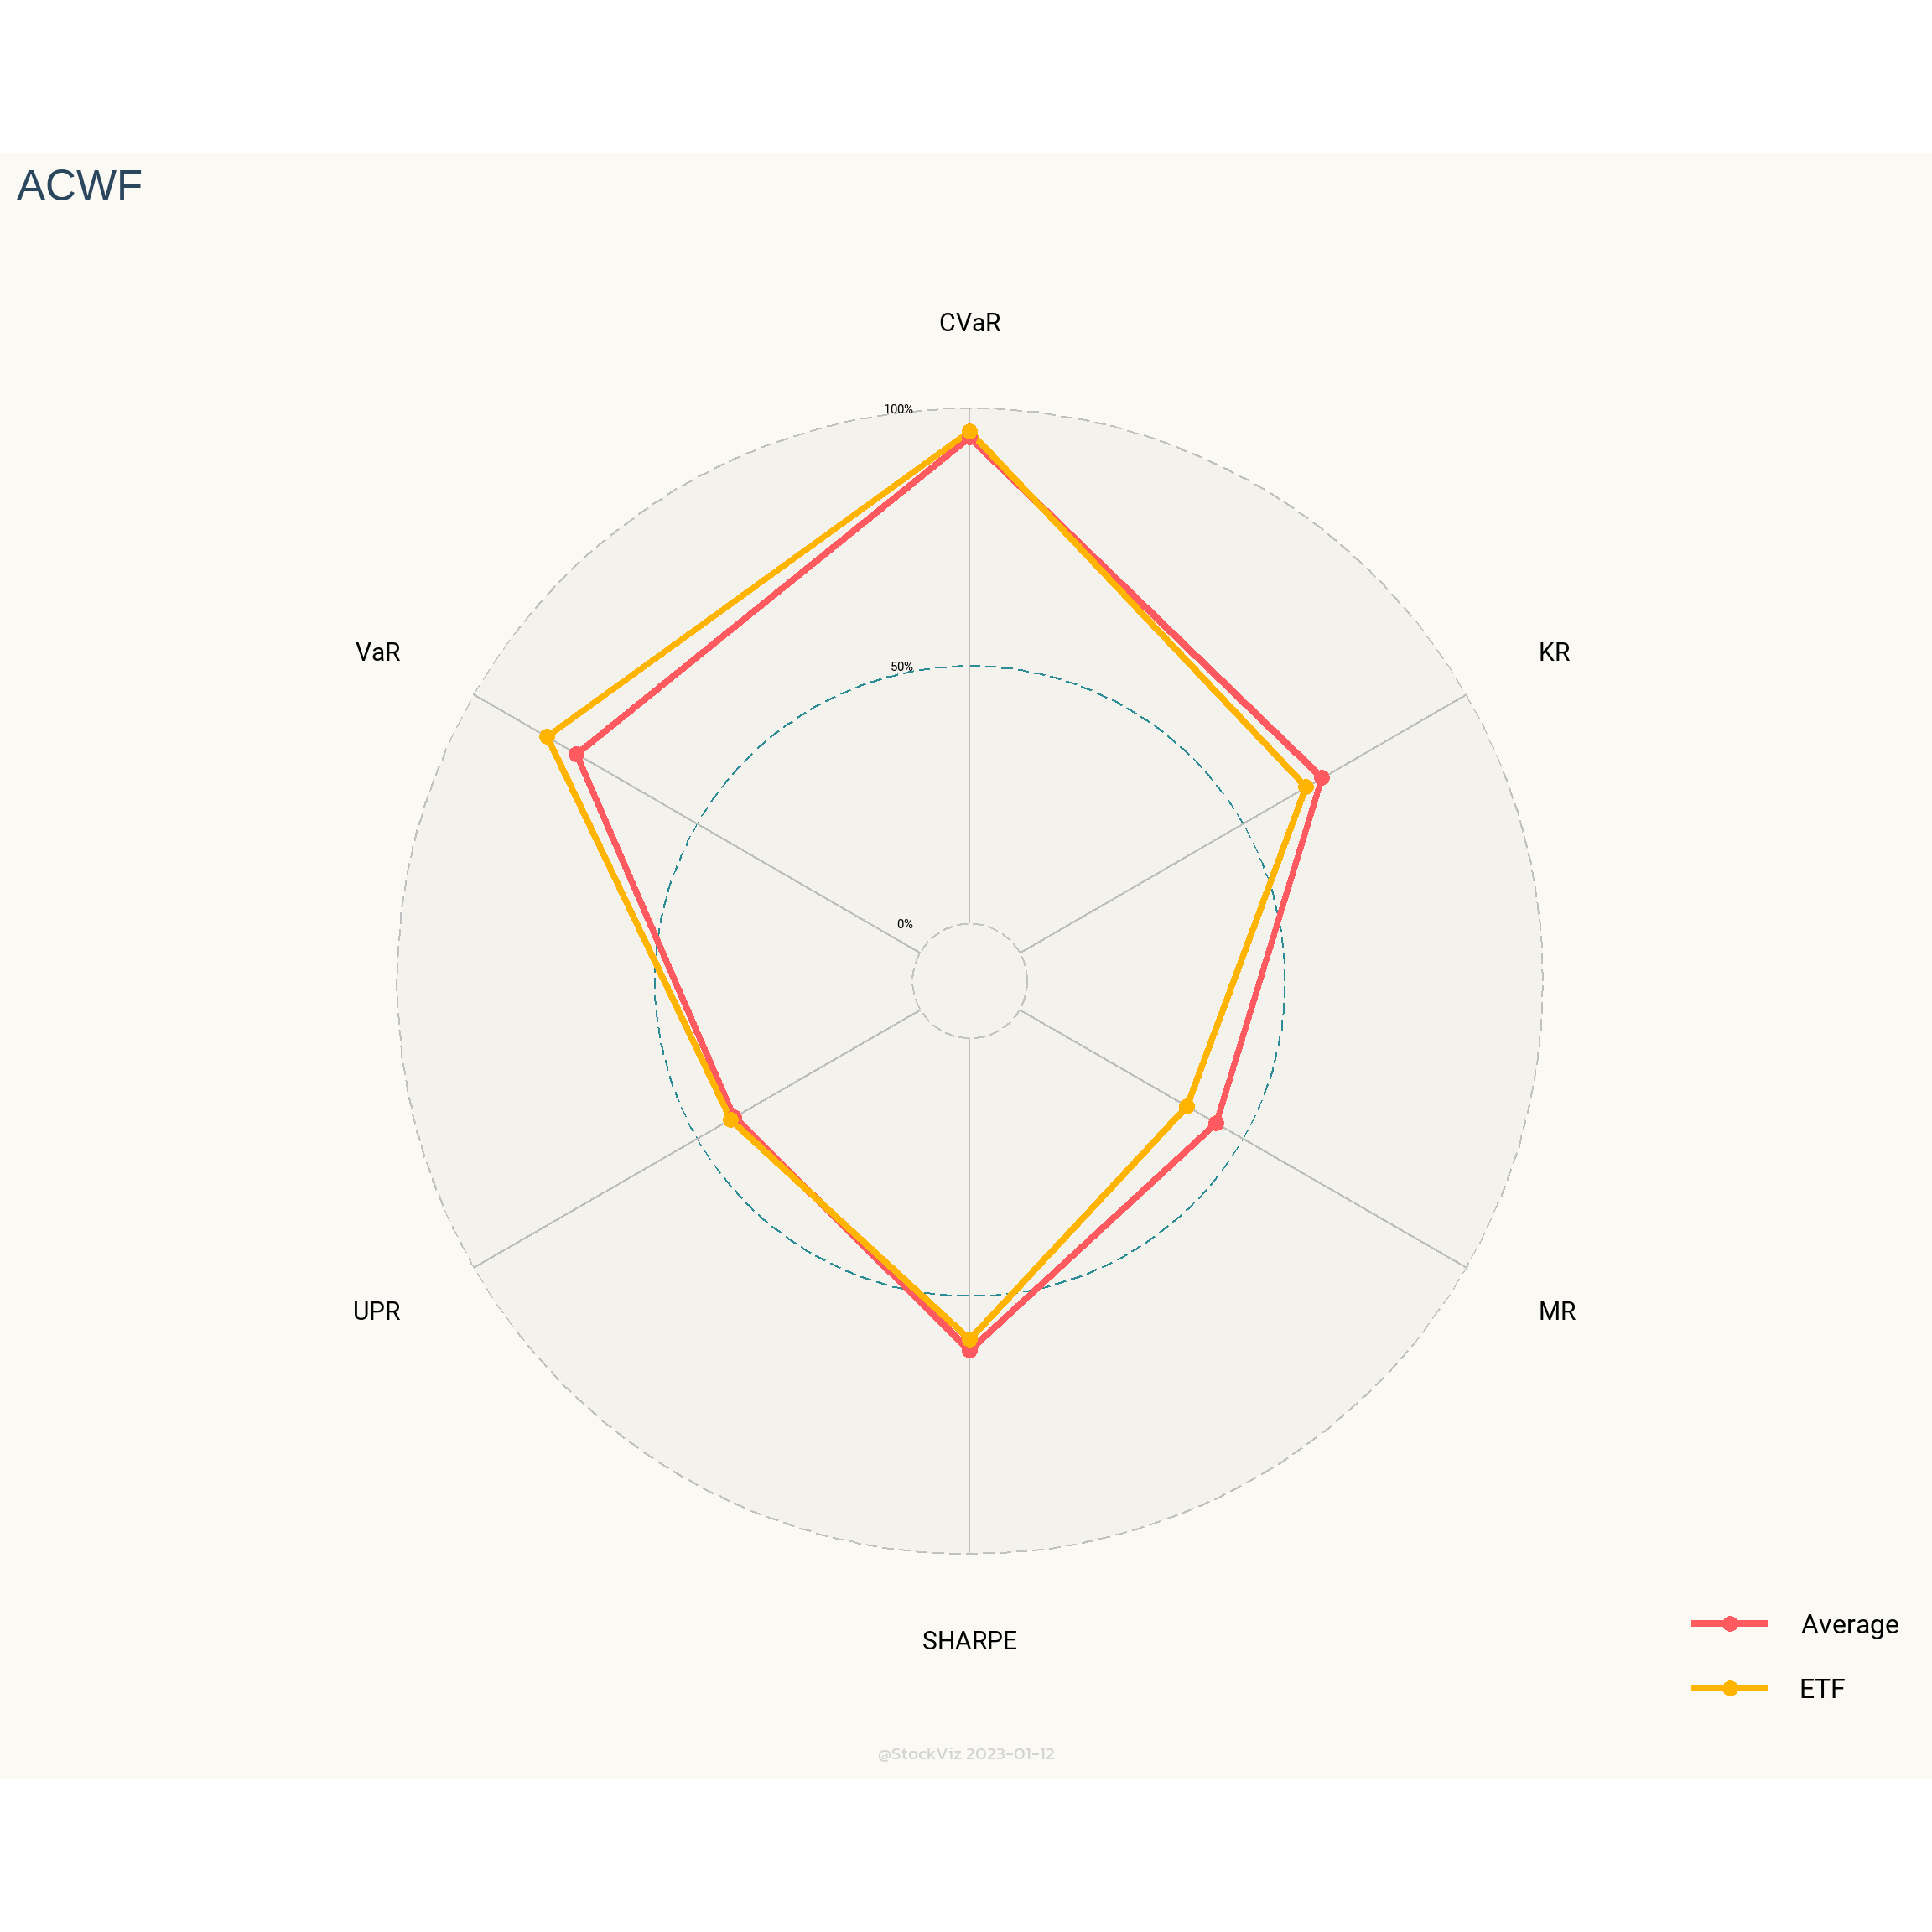 ACWF
CVaR
100%
VaR
KR
50%
0%
UPR
MR
SHARPE
Average
ETF
@StockViz 2023-01-12